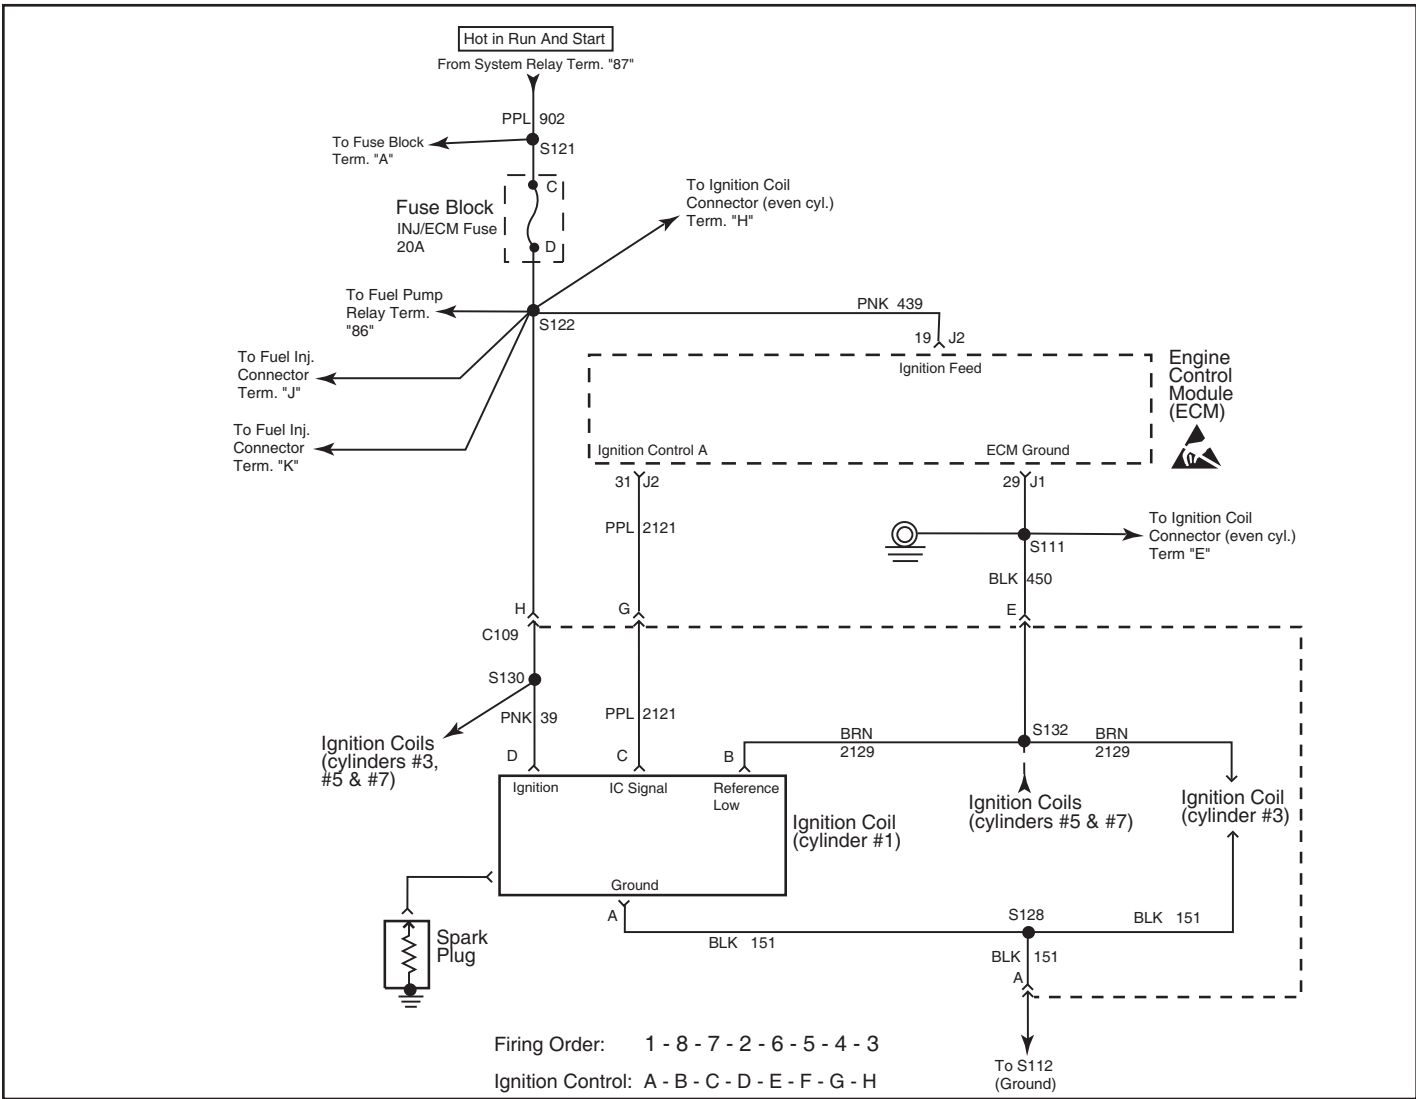 Hot in Run And Start
From System Relay Term. "87"
PPL 902
To Fuse Block
Term. "A"
S121
C
Fuse Block
INJ/ECM Fuse
20A
D
To Ignition Coil
Connector (even cyl.)
Term. "H"
To Fuel Pump
Relay Term.
"86"
S122
PNK 439
19 J2
To Fuel Inj.
Connector
Term. "J"
Ignition Feed
Engine
Control
Module
(ECM)
To Fuel Inj.
Connector
Term. "K"
Ignition Control A
ECM Ground
31 J2
29 J1
PPL 2121
To Ignition Coil
Connector (even cyl.)
Term "E"
S111
BLK 450
H
G
E
C109
S130
PNK 39
PPL 2121
Ignition Coils
(cylinders #3,
#5 & #7)
BRN
2129
S132
BRN
2129
D
C
B
Ignition
IC Signal
Reference
Low
Ignition Coil
(cylinder #1)
Ignition Coils
(cylinders #5 & #7)
Ignition Coil
(cylinder #3)
Ground
A
BLK 151
S128
BLK 151
BLK 151
A
Spark
Plug
To S112
(Ground)
Firing Order: 1 - 8 - 7 - 2 - 6 - 5 - 4 - 3
Ignition Control: A - B - C - D - E - F - G - H